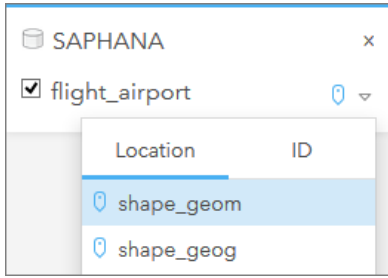 SAPHANA ×
flight_airport
Location ID
shape_geom
shape_geog